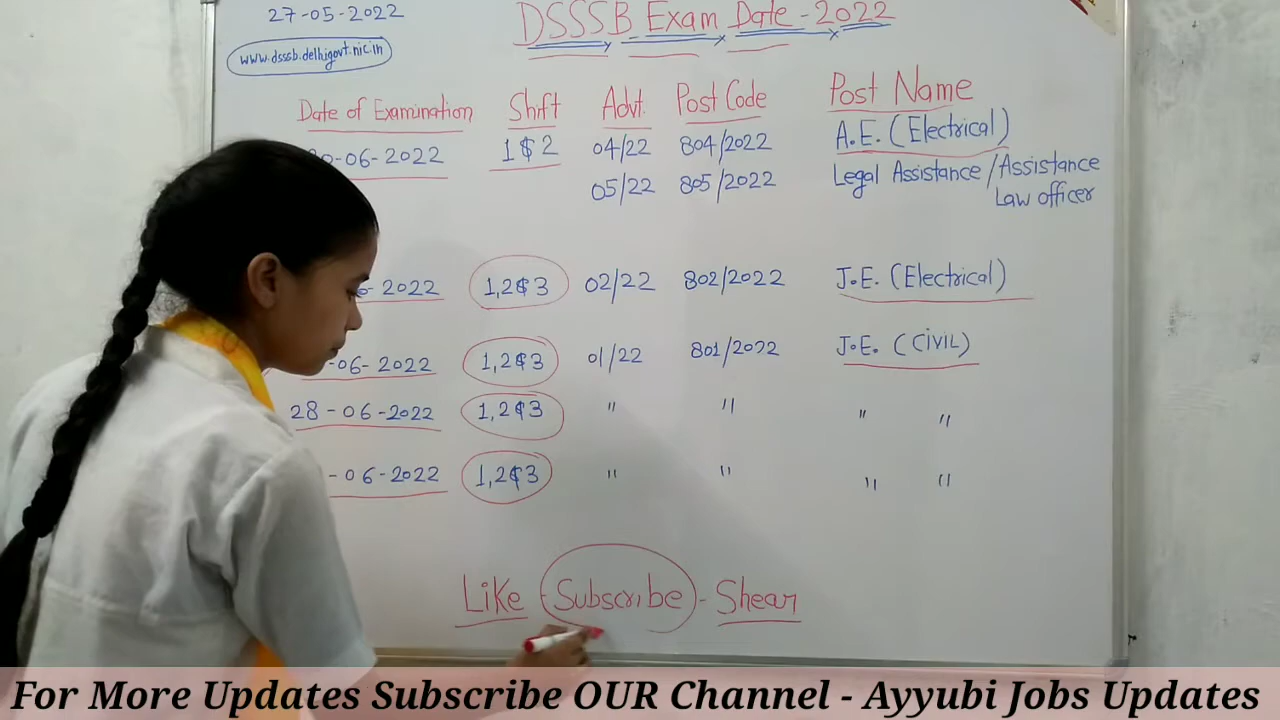 27-05-2022
DSSSB Exam Date - 2022
www.dsssb.delhigovt.nic.in
Date of Examination Shift Advt. Post Code Post Name
0-06-2022 1 & 2 04/22 804/2022 A.E. (Electrical)
05/22 805/2022 Legal Assistance / Assistance
Law officer
2022 1,2&3 02/22 802/2022 J.E. (Electrical)
-06-2022 1,2&3 01/22 801/2022 J.E. (CiViL)
28-06-2022 1,2&3 " " " "
-06-2022 1,2&3 " " " "
Like - Subscribe - Shear
For More Updates Subscribe OUR Channel - Ayyubi Jobs Updates